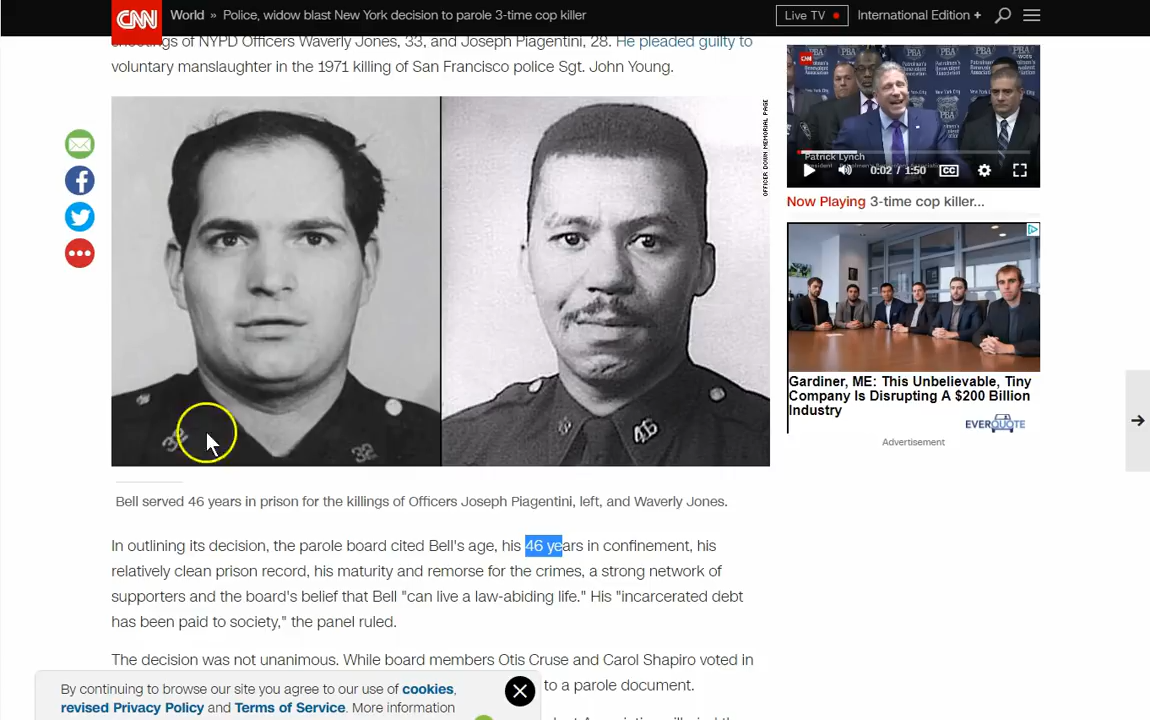 CNN
World » Police, widow blast New York decision to parole 3-time cop killer
Live TV
International Edition +
shootings of NYPD Officers Waverly Jones, 33, and Joseph Piagentini, 28. He pleaded guilty to
voluntary manslaughter in the 1971 killing of San Francisco police Sgt. John Young.
OFFICER DOWN MEMORIAL PAGE
32
32
Bell served 46 years in prison for the killings of Officers Joseph Piagentini, left, and Waverly Jones.
In outlining its decision, the parole board cited Bell's age, his 46 years in confinement, his
relatively clean prison record, his maturity and remorse for the crimes, a strong network of
supporters and the board's belief that Bell "can live a law-abiding life." His "incarcerated debt
has been paid to society," the panel ruled.
The decision was not unanimous. While board members Otis Cruse and Carol Shapiro voted in
to a parole document.
By continuing to browse our site you agree to our use of cookies,
revised Privacy Policy and Terms of Service. More information
CNN
PBA
PBA
PBA
Patrick Lynch
0:02 / 1:50
CC
Now Playing 3-time cop killer...
Gardiner, ME: This Unbelievable, Tiny
Company Is Disrupting A $200 Billion
Industry
EVERQUOTE
Advertisement